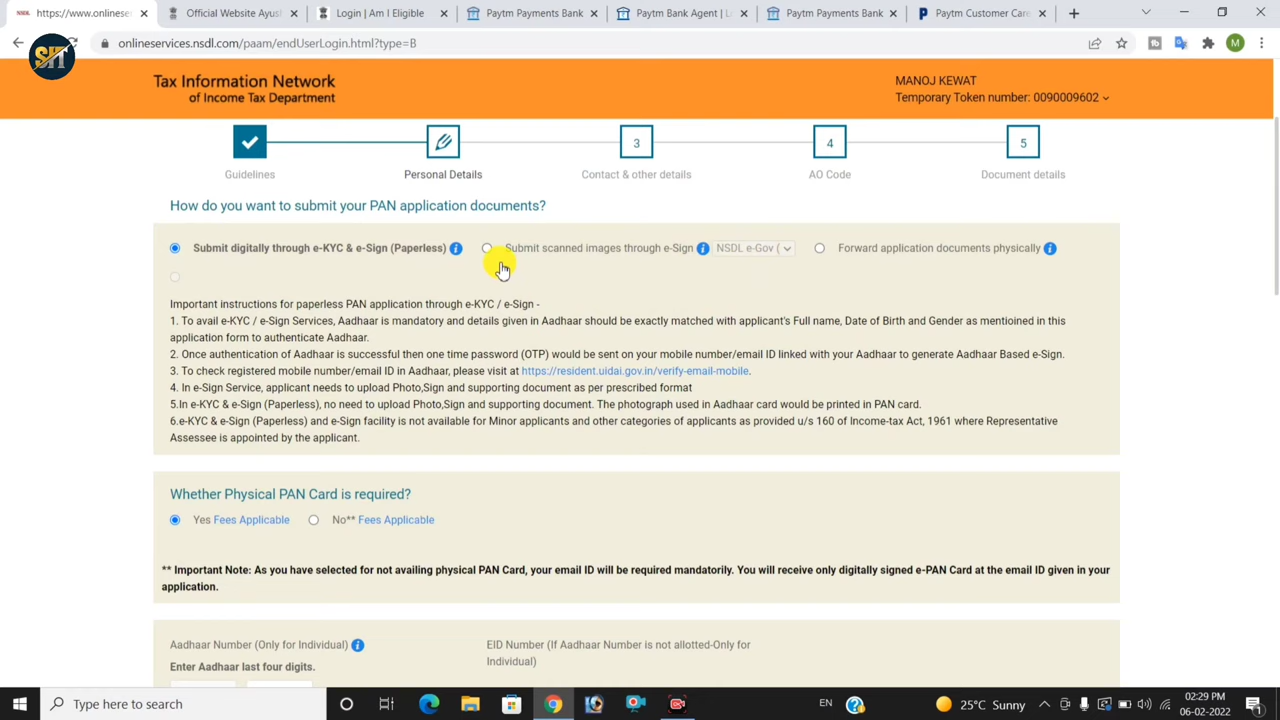 https://www.onlineser
Official Website Ayus
Login | Am I Eligible
Paytm Payments Bank
Paytm Bank Agent | L
Paytm Payments Bank
Paytm Customer Care
onlineservices.nsdl.com/paam/endUserLogin.html?type=B
M
SIT
Tax Information Network
of Income Tax Department
MANOJ KEWAT
Temporary Token number: 0090009602
3 4 5
Guidelines Personal Details Contact & other details AO Code Document details
How do you want to submit your PAN application documents?
Submit digitally through e-KYC & e-Sign (Paperless) Submit scanned images through e-Sign NSDL e-Gov ( Forward application documents physically
Important instructions for paperless PAN application through e-KYC / e-Sign -
1. To avail e-KYC / e-Sign Services, Aadhaar is mandatory and details given in Aadhaar should be exactly matched with applicant's Full name, Date of Birth and Gender as mentioined in this
application form to authenticate Aadhaar.
2. Once authentication of Aadhaar is successful then one time password (OTP) would be sent on your mobile number/email ID linked with your Aadhaar to generate Aadhaar Based e-Sign.
3. To check registered mobile number/email ID in Aadhaar, please visit at https://resident.uidai.gov.in/verify-email-mobile.
4. In e-Sign Service, applicant needs to upload Photo,Sign and supporting document as per prescribed format
5.In e-KYC & e-Sign (Paperless), no need to upload Photo,Sign and supporting document. The photograph used in Aadhaar card would be printed in PAN card.
6.e-KYC & e-Sign (Paperless) and e-Sign facility is not available for Minor applicants and other categories of applicants as provided u/s 160 of Income-tax Act, 1961 where Representative
Assessee is appointed by the applicant.
Whether Physical PAN Card is required?
Yes Fees Applicable No** Fees Applicable
** Important Note: As you have selected for not availing physical PAN Card, your email ID will be required mandatorily. You will receive only digitally signed e-PAN Card at the email ID given in your
application.
Aadhaar Number (Only for Individual) EID Number (If Aadhaar Number is not allotted-Only for
Individual)
Enter Aadhaar last four digits.
Type here to search
EN
25°C Sunny
02:29 PM
06-02-2022
1